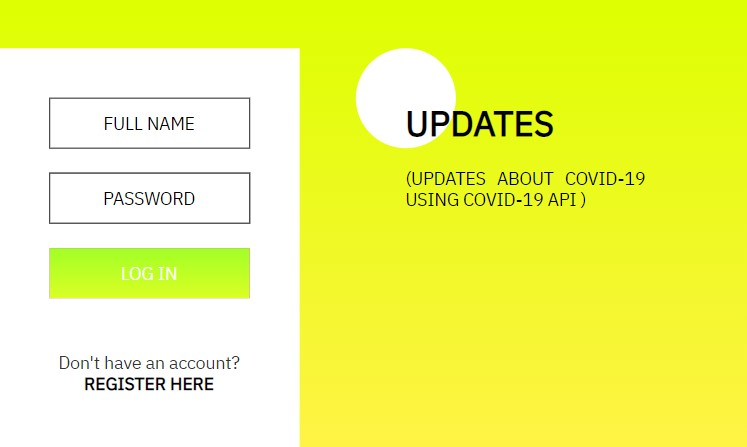 FULL NAME
PASSWORD
LOG IN
Don't have an account?
REGISTER HERE
UPDATES
(UPDATES ABOUT COVID-19
USING COVID-19 API )